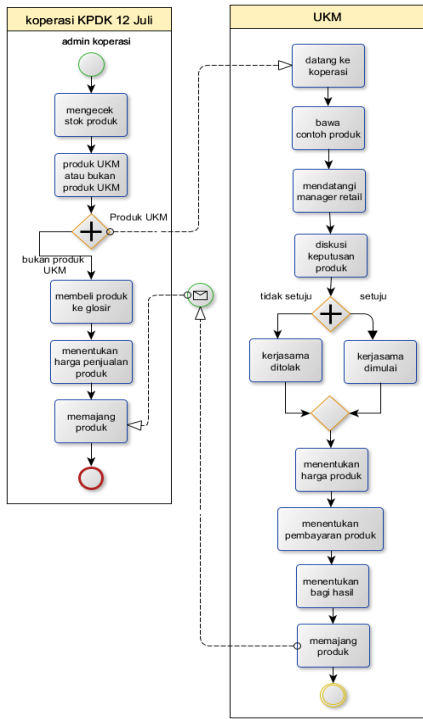 koperasi KPDK 12 Juli
admin koperasi
mengecek
stok produk
produk UKM
atau bukan
produk UKM
Produk UKM
bukan produk
UKM
membeli produk
ke glosir
menentukan
harga penjualan
produk
memajang
produk
UKM
datang ke
koperasi
bawa
contoh produk
mendatangi
manager retail
diskusi
keputusan
produk
tidak setuju
setuju
kerjasama
ditolak
kerjasama
dimulai
menentukan
harga produk
menentukan
pembayaran produk
menentukan
bagi hasil
memajang
produk